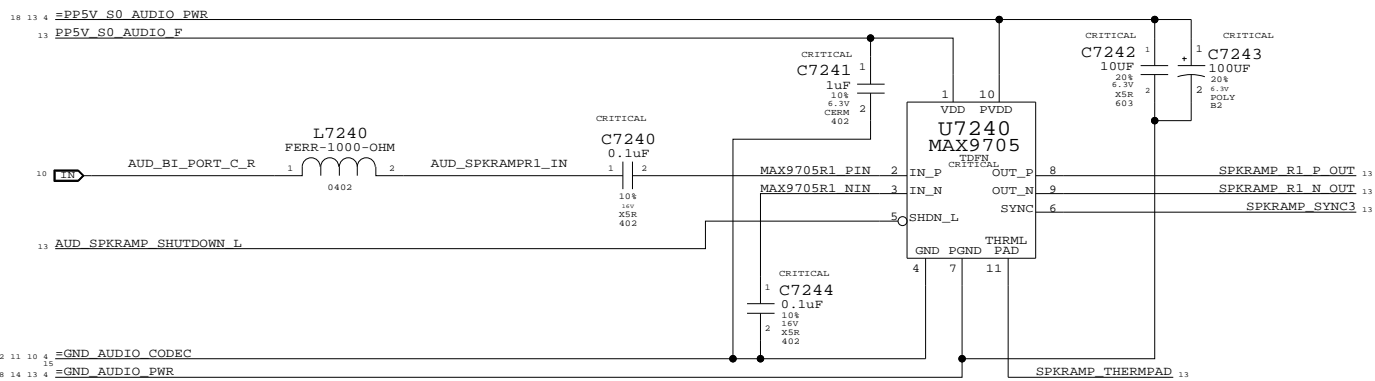 18 13 4 =PP5V_S0_AUDIO_PWR
13 PP5V_S0_AUDIO_F
CRITICAL
C7241
1uF
10%
6.3V
CERM
402
1
2
CRITICAL
C7242
10UF
20%
6.3V
X5R
603
1
2
CRITICAL
C7243
100UF
20%
6.3V
POLY
B2
+
1
2
1 10
VDD PVDD
U7240
MAX9705
TDFN
CRITICAL
L7240
FERR-1000-OHM
1 2
0402
CRITICAL
C7240
0.1uF
1 2
10%
16V
X5R
402
10 IN
AUD_BI_PORT_C_R
AUD_SPKRAMPR1_IN
MAX9705R1_PIN 2 IN_P
MAX9705R1_NIN 3 IN_N
5 SHDN_L
OUT_P 8 SPKRAMP_R1_P_OUT 13
OUT_N 9 SPKRAMP_R1_N_OUT 13
SYNC 6 SPKRAMP_SYNC3 13
13 AUD_SPKRAMP_SHUTDOWN_L
GND PGND THRML PAD
4 7 11
CRITICAL
C7244
0.1uF
10%
16V
X5R
402
1
2
2 11 10 4 =GND_AUDIO_CODEC
15
8 14 13 4 =GND_AUDIO_PWR
SPKRAMP_THERMPAD 13